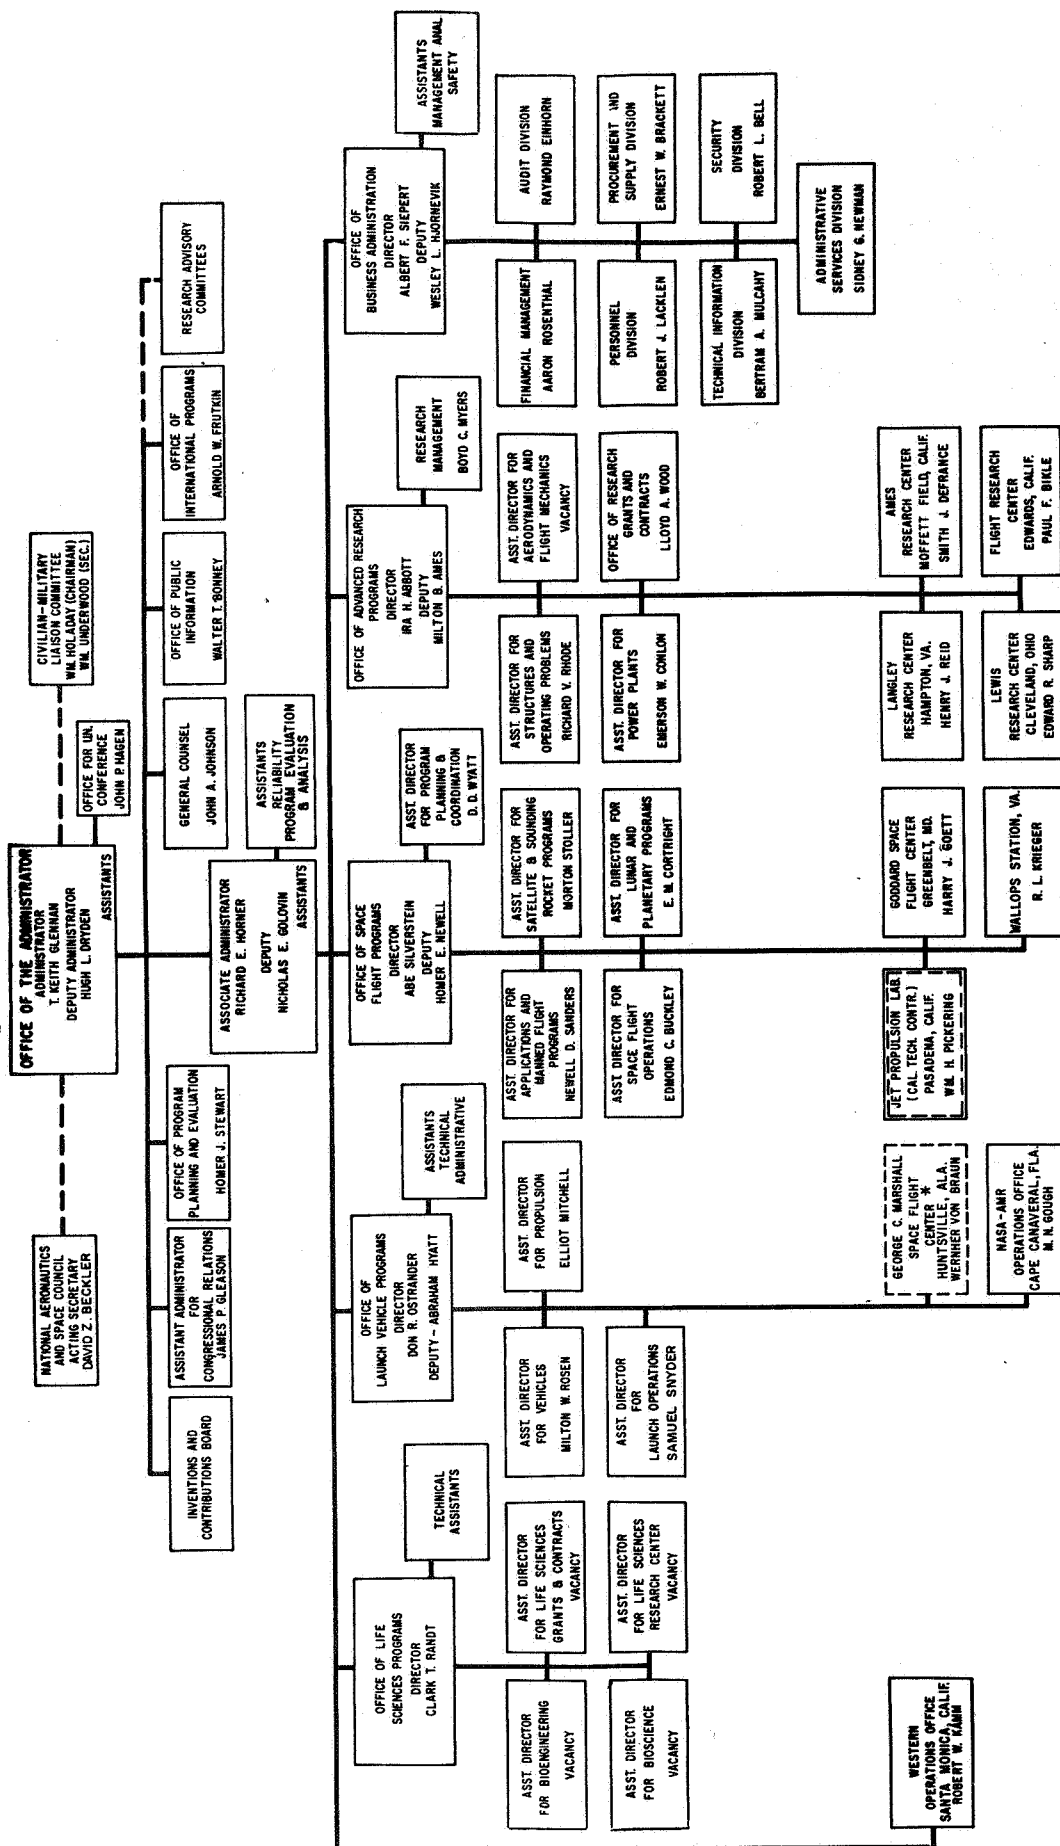 OFFICE OF THE ADMINISTRATOR
ADMINISTRATOR
T. KEITH GLENNAN
DEPUTY ADMINISTRATOR
HUGH L. DRYDEN
ASSISTANTS
NATIONAL AERONAUTICS
AND SPACE COUNCIL
ACTING SECRETARY
DAVID Z. BECKLER
CIVILIAN-MILITARY
LIAISON COMMITTEE
WM. HOLADAY (CHAIRMAN)
WM. UNDERWOOD (SEC.)
OFFICE FOR U.N.
CONFERENCE
JOHN P. HAGEN
INVENTIONS AND
CONTRIBUTIONS BOARD
ASSISTANT ADMINISTRATOR
FOR
CONGRESSIONAL RELATIONS
JAMES P. GLEASON
OFFICE OF PROGRAM
PLANNING AND EVALUATION
HOMER J. STEWART
GENERAL COUNSEL
JOHN A. JOHNSON
OFFICE OF PUBLIC
INFORMATION
WALTER T. BONNEY
OFFICE OF
INTERNATIONAL PROGRAMS
ARNOLD W. FRUTKIN
RESEARCH ADVISORY
COMMITTEES
ASSOCIATE ADMINISTRATOR
RICHARD E. HORNER
DEPUTY
NICHOLAS E. GOLOVIN
ASSISTANTS
ASSISTANTS
RELIABILITY
PROGRAM EVALUATION
& ANALYSIS
OFFICE OF LIFE
SCIENCES PROGRAMS
DIRECTOR
CLARK T. RANDT
TECHNICAL
ASSISTANTS
ASST. DIRECTOR
FOR BIOENGINEERING
VACANCY
ASST. DIRECTOR
FOR LIFE SCIENCES
GRANTS & CONTRACTS
VACANCY
ASST. DIRECTOR
FOR BIOSCIENCE
VACANCY
ASST. DIRECTOR
FOR LIFE SCIENCES
RESEARCH CENTER
VACANCY
WESTERN
OPERATIONS OFFICE
SANTA MONICA, CALIF.
ROBERT W. KAMM
OFFICE OF
LAUNCH VEHICLE PROGRAMS
DIRECTOR
DON R. OSTRANDER
DEPUTY-ABRAHAM HYATT
ASSISTANTS
TECHNICAL
ADMINISTRATIVE
ASST. DIRECTOR
FOR VEHICLES
MILTON W. ROSEN
ASST. DIRECTOR
FOR PROPULSION
ELLIOT MITCHELL
ASST. DIRECTOR
FOR
LAUNCH OPERATIONS
SAMUEL SNYDER
GEORGE C. MARSHALL
SPACE FLIGHT
CENTER *
HUNTSVILLE, ALA.
WERNHER VON BRAUN
NASA-AMR
OPERATIONS OFFICE
CAPE CANAVERAL, FLA.
M. N. GOUGH
OFFICE OF SPACE
FLIGHT PROGRAMS
DIRECTOR
ABE SILVERSTEIN
DEPUTY
HOMER E. NEWELL
ASST. DIRECTOR
FOR PROGRAM
PLANNING &
COORDINATION
D. D. WYATT
ASST. DIRECTOR FOR
APPLICATIONS AND
MANNED FLIGHT
PROGRAMS
NEWELL D. SANDERS
ASST. DIRECTOR FOR
SATELLITE & SOUNDING
ROCKET PROGRAMS
MORTON STOLLER
ASST DIRECTOR FOR
SPACE FLIGHT
OPERATIONS
EDMOND C. BUCKLEY
ASST. DIRECTOR FOR
LUNAR AND
PLANETARY PROGRAMS
E. M. CORTRIGHT
JET PROPULSION LAB.
(CAL. TECH. CONTR.)
PASADENA, CALIF.
WM. H. PICKERING
GODDARD SPACE
FLIGHT CENTER
GREENBELT, MD.
HARRY J. GOETT
WALLOPS STATION, VA.
R. L. KRIEGER
OFFICE OF ADVANCED RESEARCH
PROGRAMS
DIRECTOR
IRA H. ABBOTT
DEPUTY
MILTON B. AMES
RESEARCH
MANAGEMENT
BOYD C. MYERS
ASST. DIRECTOR FOR
STRUCTURES AND
OPERATING PROBLEMS
RICHARD V. RHODE
ASST. DIRECTOR FOR
AERODYNAMICS AND
FLIGHT MECHANICS
VACANCY
ASST. DIRECTOR FOR
POWER PLANTS
EMERSON W. CONLON
OFFICE OF RESEARCH
GRANTS AND
CONTRACTS
LLOYD A. WOOD
LANGLEY
RESEARCH CENTER
HAMPTON, VA.
HENRY J. REID
AMES
RESEARCH CENTER
MOFFETT FIELD, CALIF.
SMITH J. DEFRANCE
LEWIS
RESEARCH CENTER
CLEVELAND, OHIO
EDWARD R. SHARP
FLIGHT RESEARCH
CENTER
EDWARDS, CALIF.
PAUL F. BIKLE
OFFICE OF
BUSINESS ADMINISTRATION
DIRECTOR
ALBERT F. SIEPERT
DEPUTY
WESLEY L. HJORNEVIK
ASSISTANTS
MANAGEMENT ANAL
SAFETY
FINANCIAL MANAGEMENT
AARON ROSENTHAL
AUDIT DIVISION
RAYMOND EINHORN
PERSONNEL
DIVISION
ROBERT J. LACKLEN
PROCUREMENT AND
SUPPLY DIVISION
ERNEST W. BRACKETT
TECHNICAL INFORMATION
DIVISION
BERTRAM A. MULCAHY
SECURITY
DIVISION
ROBERT L. BELL
ADMINISTRATIVE
SERVICES DIVISION
SIDNEY G. NEWMAN